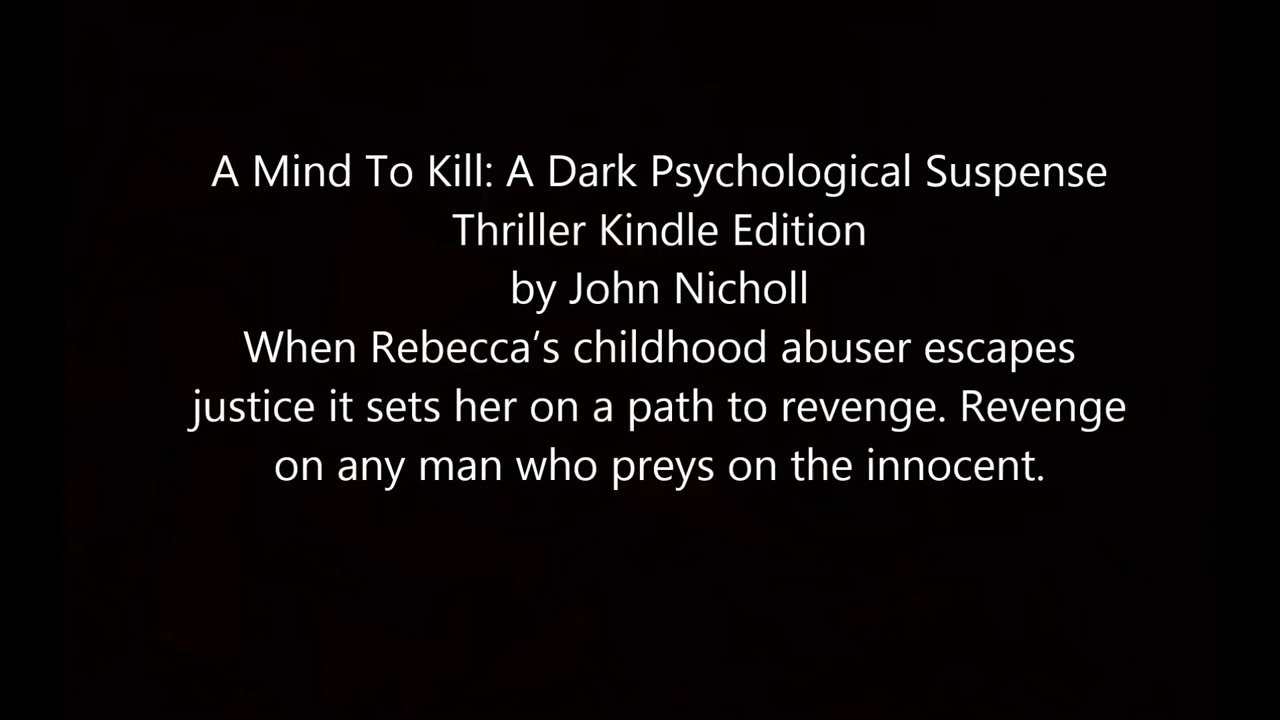 A Mind To Kill: A Dark Psychological Suspense
Thriller Kindle Edition
by John Nicholl
When Rebecca’s childhood abuser escapes
justice it sets her on a path to revenge. Revenge
on any man who preys on the innocent.